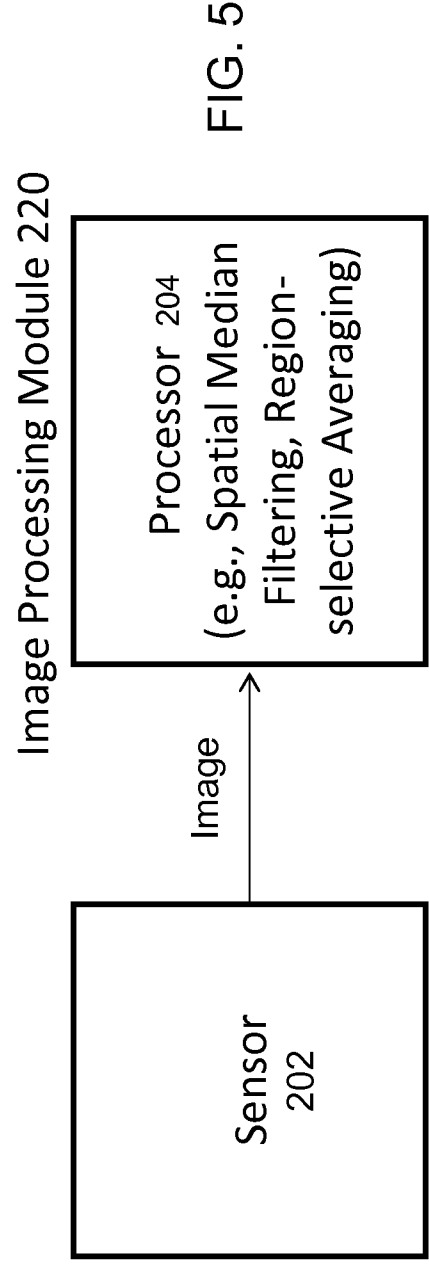 Image Processing Module 220
Sensor
202
Image
Processor 204
(e.g., Spatial Median
Filtering, Region-
selective Averaging)
FIG. 5